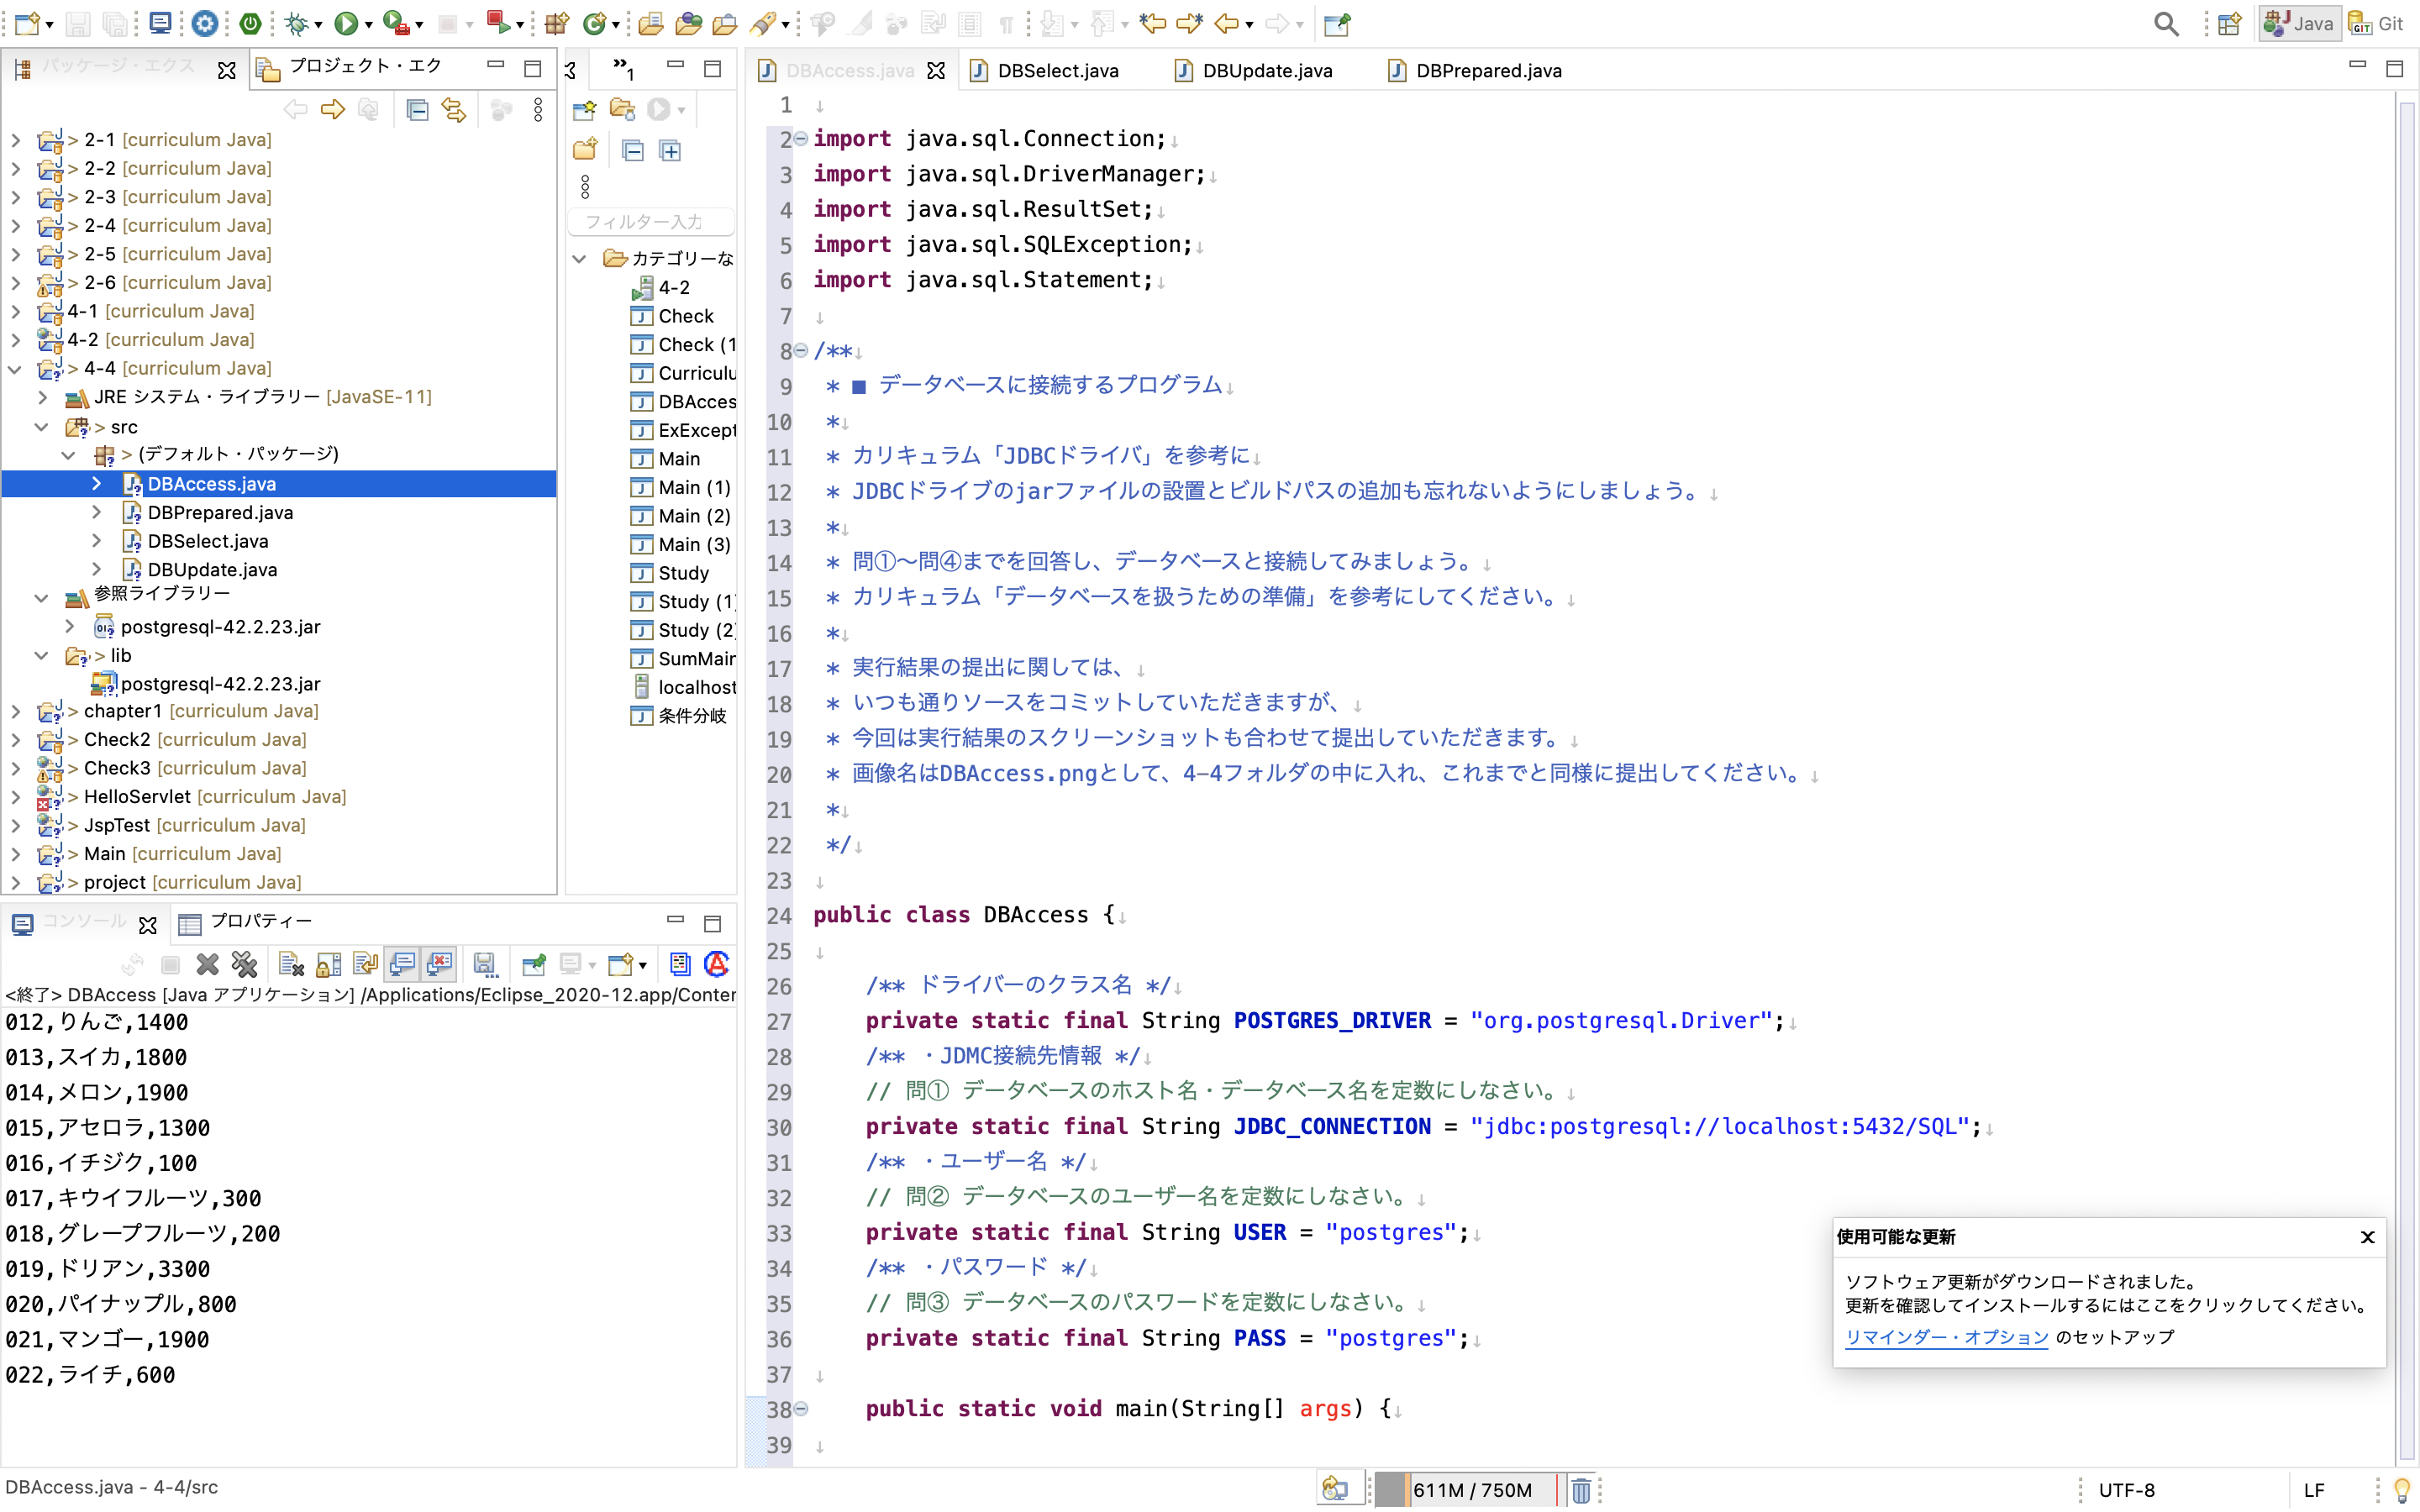 Java
Git
パッケージ・エクス
プロジェクト・エク
> 2-1 [curriculum Java]
> 2-2 [curriculum Java]
> 2-3 [curriculum Java]
> 2-4 [curriculum Java]
> 2-5 [curriculum Java]
> 2-6 [curriculum Java]
4-1 [curriculum Java]
4-2 [curriculum Java]
> 4-4 [curriculum Java]
JRE システム・ライブラリー [JavaSE-11]
> src
> (デフォルト・パッケージ)
DBAccess.java
DBPrepared.java
DBSelect.java
DBUpdate.java
参照ライブラリー
postgresql-42.2.23.jar
> lib
postgresql-42.2.23.jar
> chapter1 [curriculum Java]
> Check2 [curriculum Java]
> Check3 [curriculum Java]
> HelloServlet [curriculum Java]
> JspTest [curriculum Java]
> Main [curriculum Java]
> project [curriculum Java]
»1
フィルター入力
カテゴリーな
4-2
Check
Check (1
Curriculu
DBAcces
ExExcept
Main
Main (1)
Main (2)
Main (3)
Study
Study (1)
Study (2)
SumMain
localhost
条件分岐
コンソール
プロパティー
<終了> DBAccess [Java アプリケーション] /Applications/Eclipse_2020-12.app/Conter
012,りんご,1400
013,スイカ,1800
014,メロン,1900
015,アセロラ,1300
016,イチジク,100
017,キウイフルーツ,300
018,グレープフルーツ,200
019,ドリアン,3300
020,パイナップル,800
021,マンゴー,1900
022,ライチ,600
DBAccess.java
DBSelect.java
DBUpdate.java
DBPrepared.java
1
2 import java.sql.Connection;
3 import java.sql.DriverManager;
4 import java.sql.ResultSet;
5 import java.sql.SQLException;
6 import java.sql.Statement;
7
8 /**
9 * ■ データベースに接続するプログラム
10 *
11 * カリキュラム「JDBCドライバ」を参考に
12 * JDBCドライブのjarファイルの設置とビルドパスの追加も忘れないようにしましょう。
13 *
14 * 問①〜問④までを回答し、データベースと接続してみましょう。
15 * カリキュラム「データベースを扱うための準備」を参考にしてください。
16 *
17 * 実行結果の提出に関しては、
18 * いつも通りソースをコミットしていただきますが、
19 * 今回は実行結果のスクリーンショットも合わせて提出していただきます。
20 * 画像名はDBAccess.pngとして、4-4フォルダの中に入れ、これまでと同様に提出してください。
21 *
22 */
23
24 public class DBAccess {
25
26 /** ドライバーのクラス名 */
27 private static final String POSTGRES_DRIVER = "org.postgresql.Driver";
28 /** ・JDMC接続先情報 */
29 // 問① データベースのホスト名・データベース名を定数にしなさい。
30 private static final String JDBC_CONNECTION = "jdbc:postgresql://localhost:5432/SQL";
31 /** ・ユーザー名 */
32 // 問② データベースのユーザー名を定数にしなさい。
33 private static final String USER = "postgres";
34 /** ・パスワード */
35 // 問③ データベースのパスワードを定数にしなさい。
36 private static final String PASS = "postgres";
37
38 public static void main(String[] args) {
39
使用可能な更新
ソフトウェア更新がダウンロードされました。
更新を確認してインストールするにはここをクリックしてください。
リマインダー・オプション のセットアップ
DBAccess.java - 4-4/src
611M / 750M
UTF-8
LF